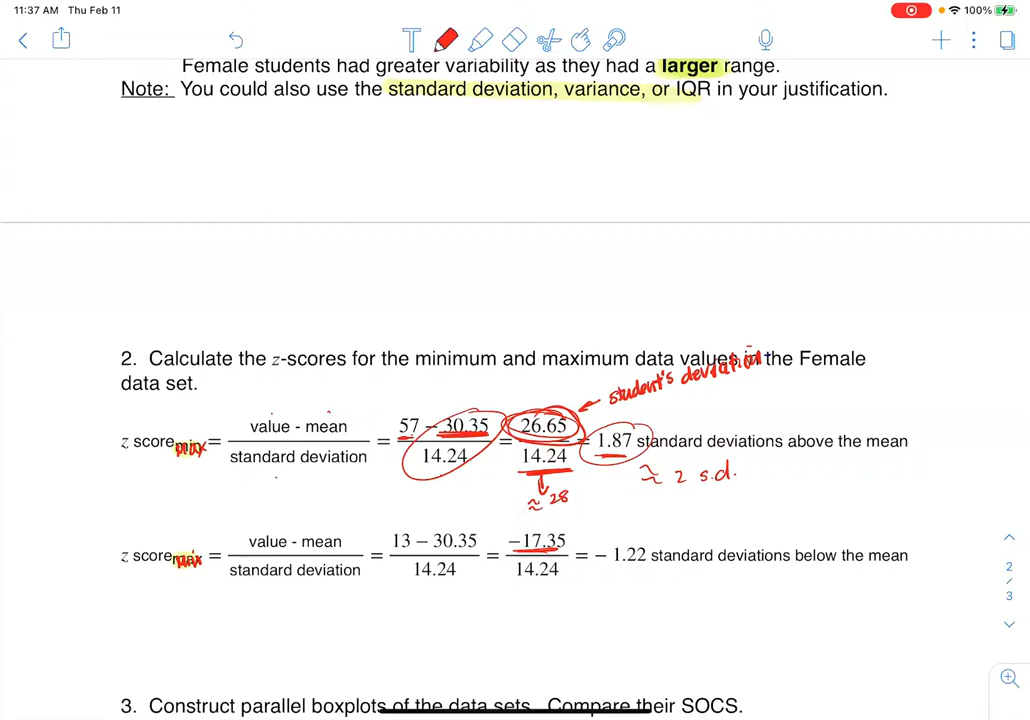 11:37 AM Thu Feb 11
100%
Female students had greater variability as they had a larger range.
Note: You could also use the standard deviation, variance, or IQR in your justification.
2. Calculate the z-scores for the minimum and maximum data values in the Female
data set.
student's deviation
z score = value - mean / standard deviation = 57 − 30.35 / 14.24 = 26.65 / 14.24 = 1.87 standard deviations above the mean
≈ 2 s.d.
≈ 28
z score = value - mean / standard deviation = 13 − 30.35 / 14.24 = −17.35 / 14.24 = − 1.22 standard deviations below the mean
2
/
3
3. Construct parallel boxplots of the data sets. Compare their SOCS.